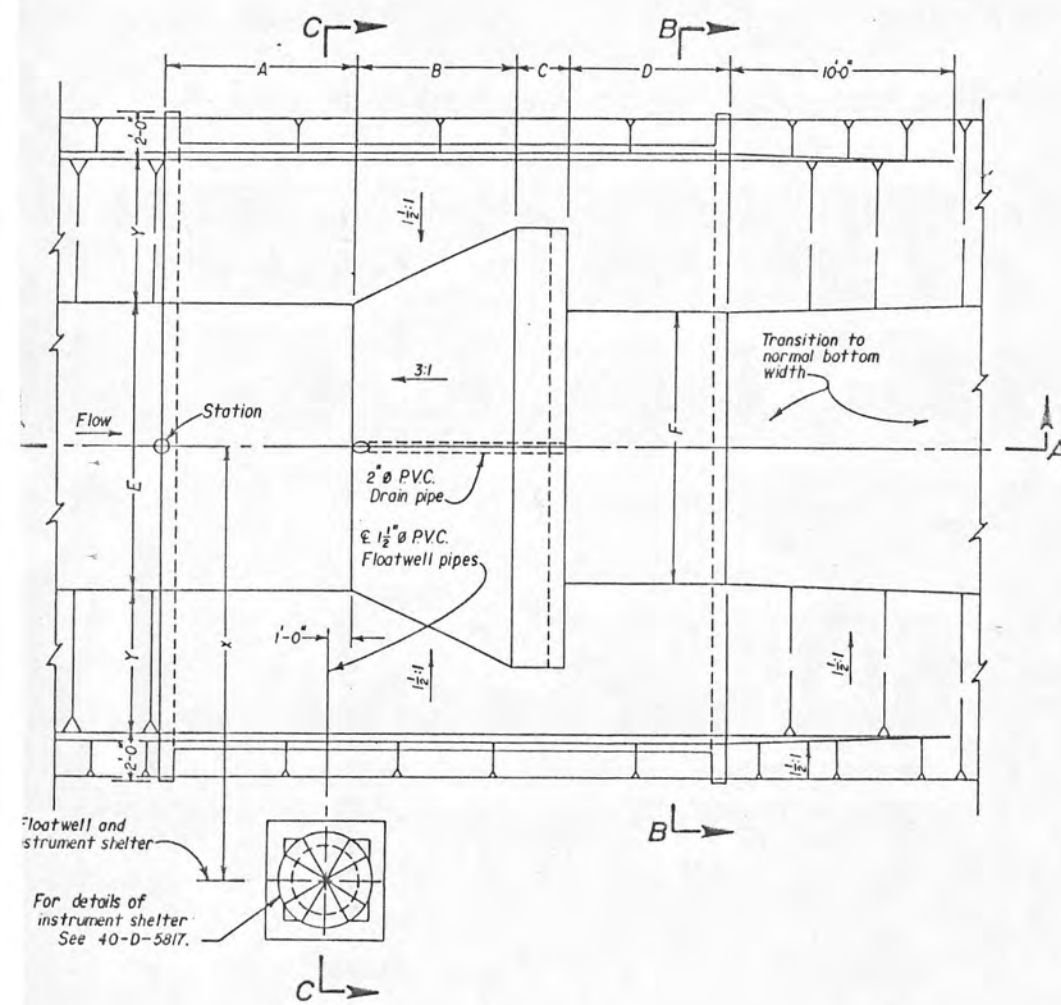 C
B
A
B
C
D
10'-0"
2'-0"
1½:1
Y
3:1
Transition to
normal bottom
width
Flow
Station
A
E
F
2"ø P.V.C.
Drain pipe
℄ 1½"ø P.V.C.
Floatwell pipes
1'-0"
X
Y
1½:1
1½:1
2'-0"
1½:1
B
Floatwell and
instrument shelter
For details of
instrument shelter
See 40-D-5817.
C